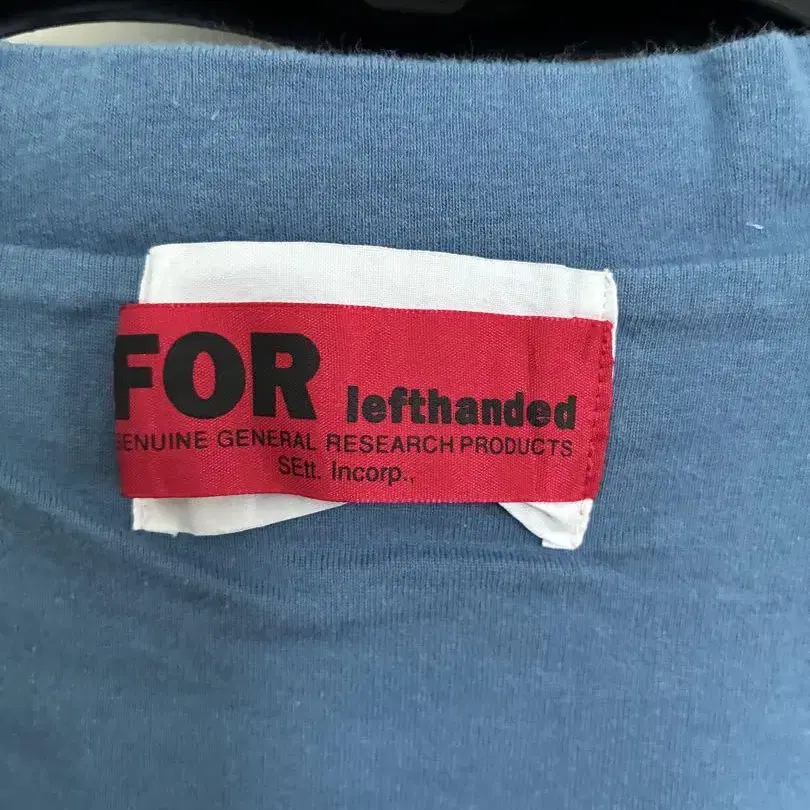 FOR lefthanded
GENUINE GENERAL RESEARCH PRODUCTS
SEtt. Incorp.,